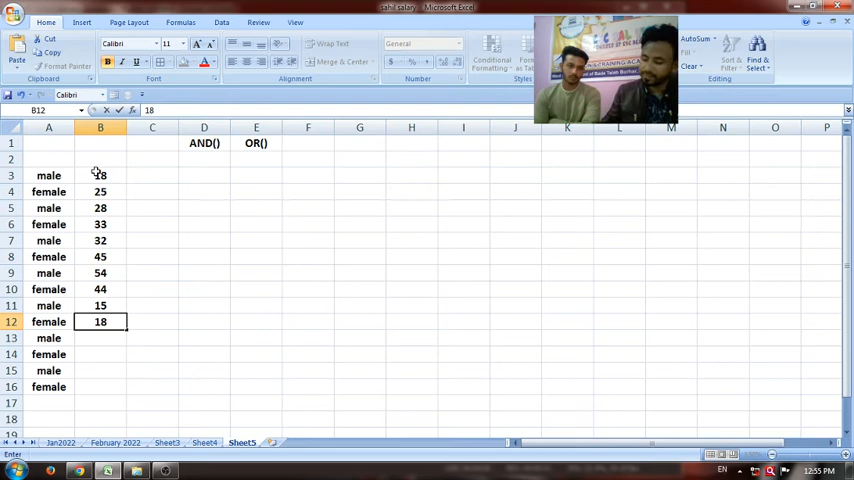 sahil salary - Microsoft Excel
Home Insert Page Layout Formulas Data Review View
Cut
Copy
Format Painter
Paste
Clipboard
Calibri 11
B I U
Font
Wrap Text
Merge & Center
Alignment
General
Number
Conditional Formatting
AutoSum
Fill
Clear
Find & Select
Editing
Calibri
B12 18
A B C D E F G H I J K L M N O P
1 AND() OR()
2
3 male 18
4 female 25
5 male 28
6 female 33
7 male 32
8 female 45
9 male 54
10 female 44
11 male 15
12 female 18
13 male
14 female
15 male
16 female
17
18
19
Jan2022 February 2022 Sheet3 Sheet4 Sheet5
Enter
EN 12:55 PM